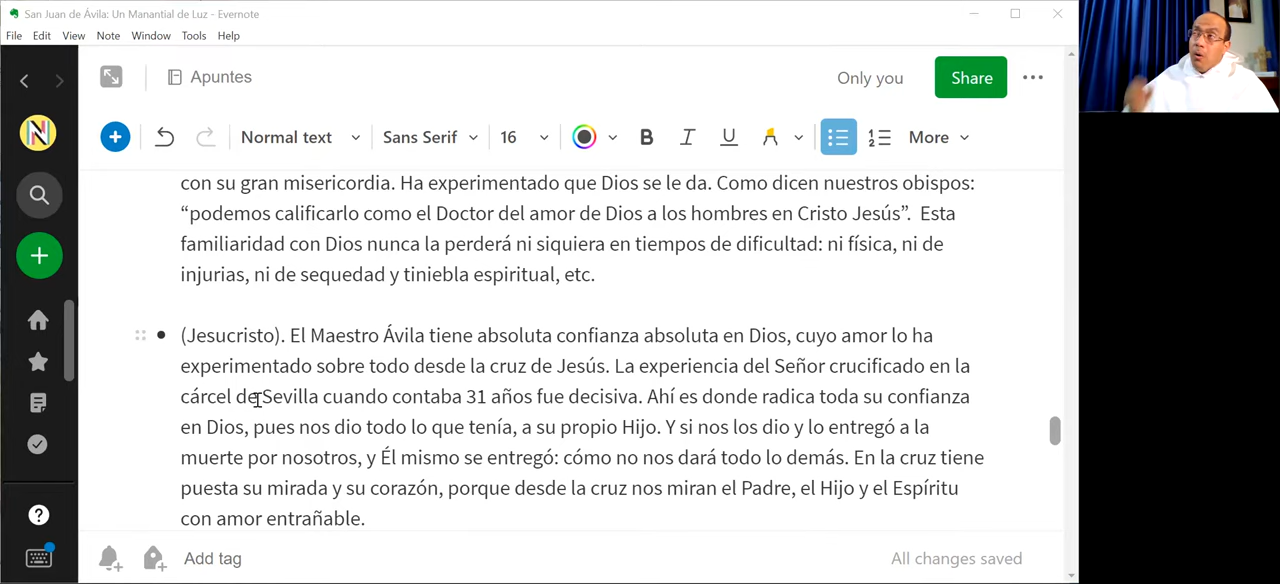 San Juan de Ávila: Un Manantial de Luz - Evernote
File Edit View Note Window Tools Help
Apuntes
Only you
Share
Normal text
Sans Serif
16
B I U
More
con su gran misericordia. Ha experimentado que Dios se le da. Como dicen nuestros obispos:
“podemos calificarlo como el Doctor del amor de Dios a los hombres en Cristo Jesús”. Esta
familiaridad con Dios nunca la perderá ni siquiera en tiempos de dificultad: ni física, ni de
injurias, ni de sequedad y tiniebla espiritual, etc.
• (Jesucristo). El Maestro Ávila tiene absoluta confianza absoluta en Dios, cuyo amor lo ha
experimentado sobre todo desde la cruz de Jesús. La experiencia del Señor crucificado en la
cárcel de Sevilla cuando contaba 31 años fue decisiva. Ahí es donde radica toda su confianza
en Dios, pues nos dio todo lo que tenía, a su propio Hijo. Y si nos los dio y lo entregó a la
muerte por nosotros, y Él mismo se entregó: cómo no nos dará todo lo demás. En la cruz tiene
puesta su mirada y su corazón, porque desde la cruz nos miran el Padre, el Hijo y el Espíritu
con amor entrañable.
Add tag
All changes saved